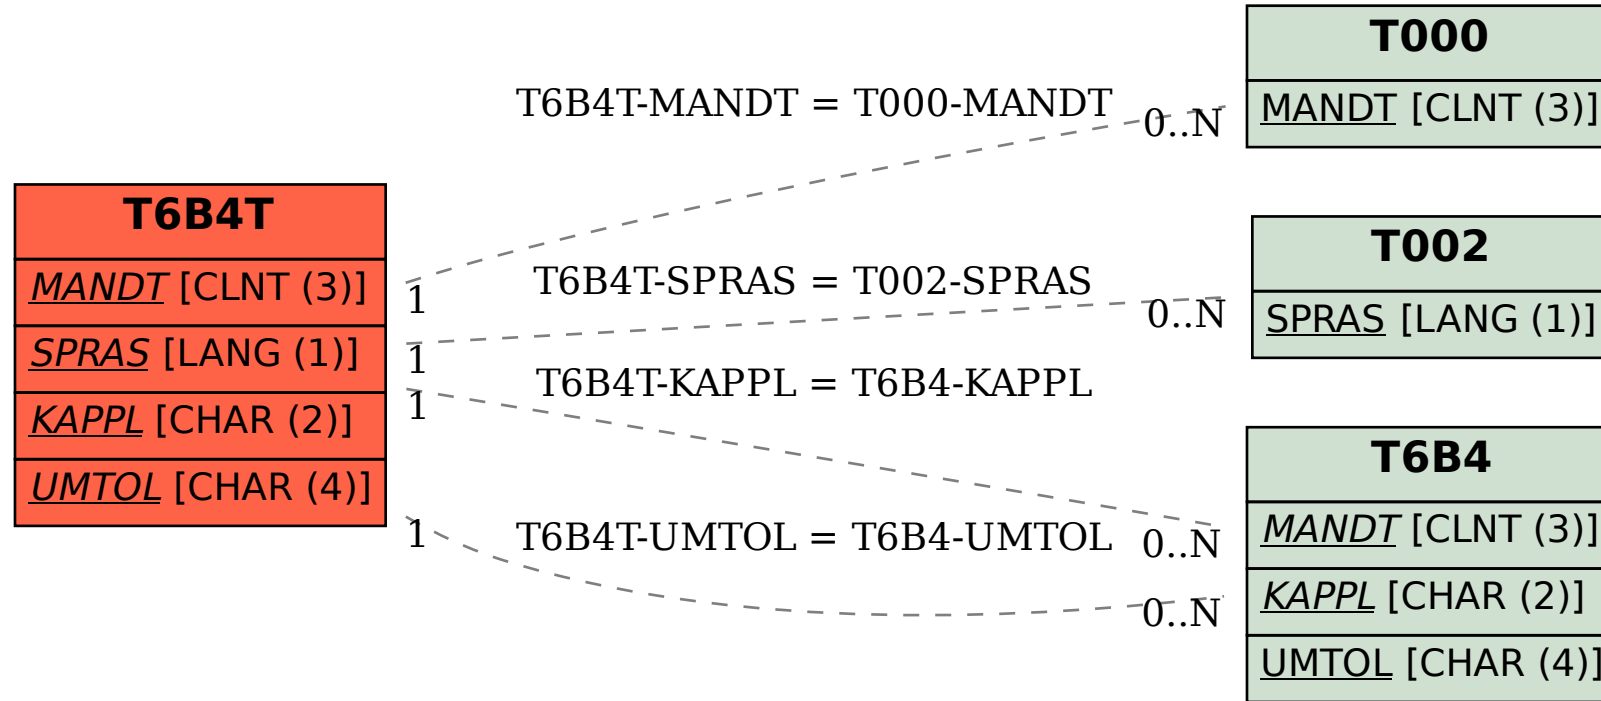 T6B4T
MANDT [CLNT (3)]
SPRAS [LANG (1)]
KAPPL [CHAR (2)]
UMTOL [CHAR (4)]
T6B4T-MANDT = T000-MANDT
0..N
1
T6B4T-SPRAS = T002-SPRAS
0..N
1
T6B4T-KAPPL = T6B4-KAPPL
1
0..N
T6B4T-UMTOL = T6B4-UMTOL
1
0..N
T000
MANDT [CLNT (3)]
T002
SPRAS [LANG (1)]
T6B4
MANDT [CLNT (3)]
KAPPL [CHAR (2)]
UMTOL [CHAR (4)]